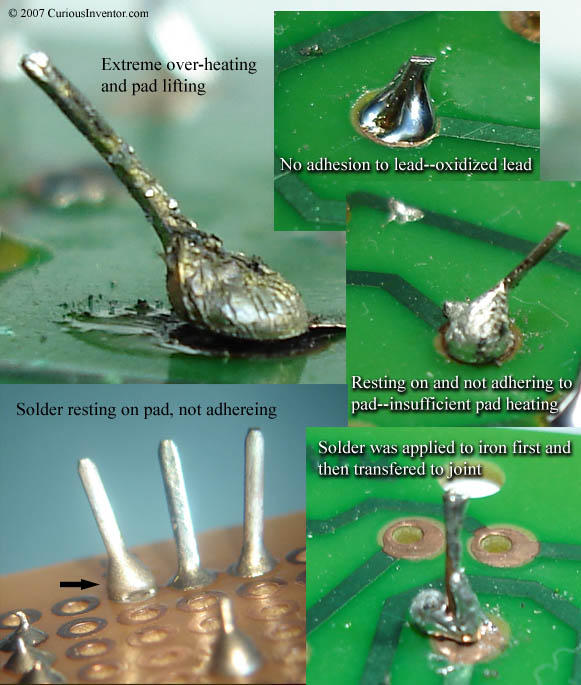 © 2007 CuriousInventor.com
Extreme over-heating
and pad lifting
No adhesion to lead--oxidized lead
Resting on and not adhering to
pad--insufficient pad heating
Solder resting on pad, not adhereing
Solder was applied to iron first and
then transfered to joint